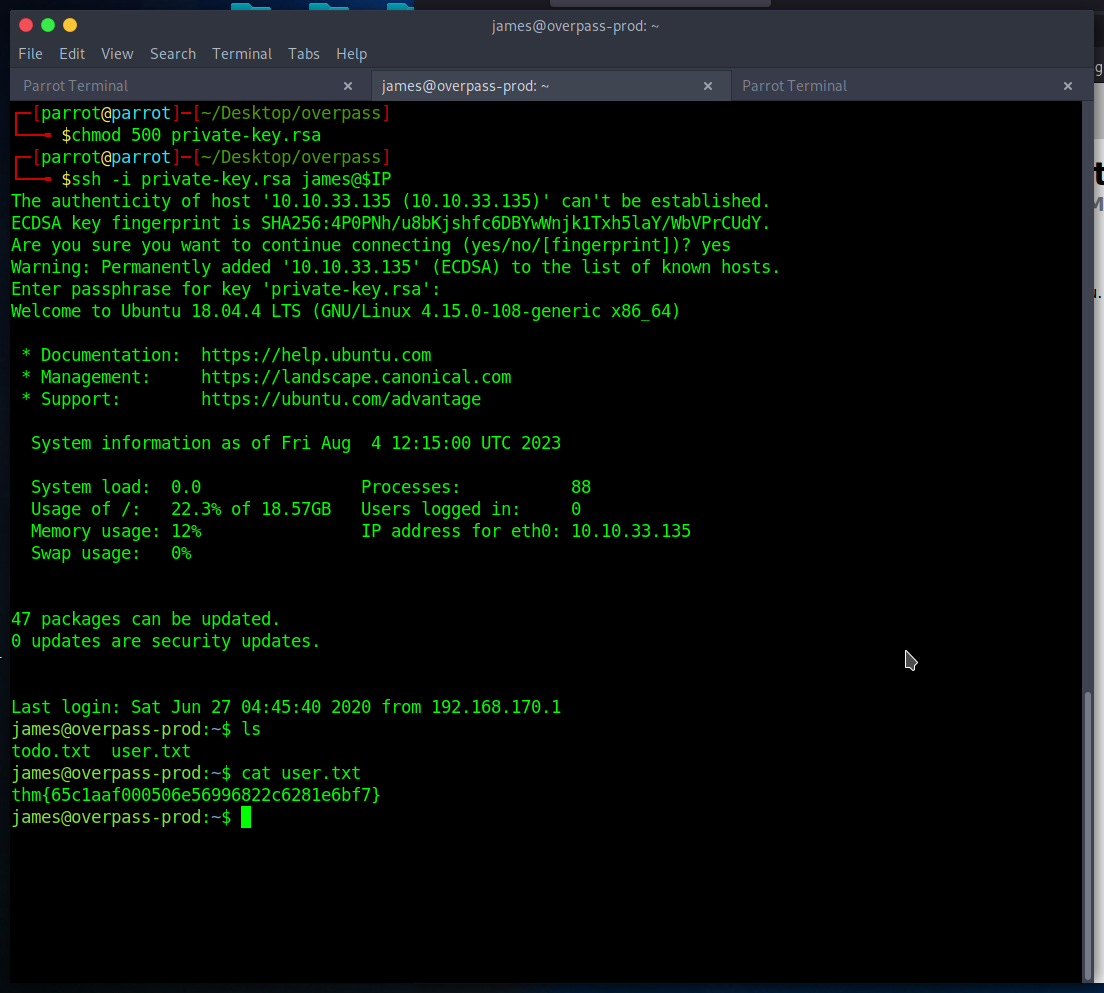 james@overpass-prod: ~
File Edit View Search Terminal Tabs Help
Parrot Terminal × james@overpass-prod: ~ × Parrot Terminal ×
[parrot@parrot]─[~/Desktop/overpass]
$chmod 500 private-key.rsa
[parrot@parrot]─[~/Desktop/overpass]
$ssh -i private-key.rsa james@$IP
The authenticity of host '10.10.33.135 (10.10.33.135)' can't be established.
ECDSA key fingerprint is SHA256:4P0PNh/u8bKjshfc6DBYwWnjk1Txh5laY/WbVPrCUdY.
Are you sure you want to continue connecting (yes/no/[fingerprint])? yes
Warning: Permanently added '10.10.33.135' (ECDSA) to the list of known hosts.
Enter passphrase for key 'private-key.rsa':
Welcome to Ubuntu 18.04.4 LTS (GNU/Linux 4.15.0-108-generic x86_64)
* Documentation:  https://help.ubuntu.com
* Management:     https://landscape.canonical.com
* Support:        https://ubuntu.com/advantage
System information as of Fri Aug  4 12:15:00 UTC 2023
System load:  0.0                Processes:           88
Usage of /:   22.3% of 18.57GB   Users logged in:     0
Memory usage: 12%                IP address for eth0: 10.10.33.135
Swap usage:   0%
47 packages can be updated.
0 updates are security updates.
Last login: Sat Jun 27 04:45:40 2020 from 192.168.170.1
james@overpass-prod:~$ ls
todo.txt  user.txt
james@overpass-prod:~$ cat user.txt
thm{65c1aaf000506e56996822c6281e6bf7}
james@overpass-prod:~$